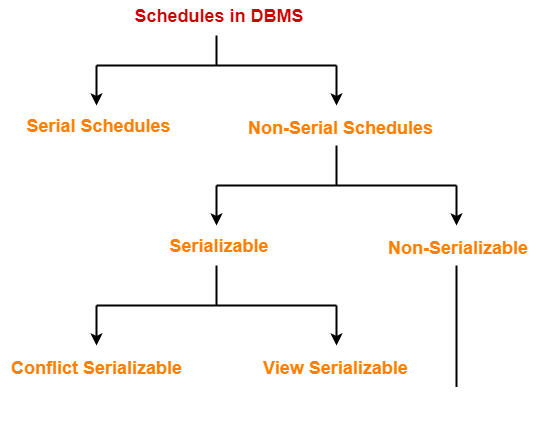 Schedules in DBMS
Serial Schedules
Non-Serial Schedules
Serializable
Non-Serializable
Conflict Serializable
View Serializable